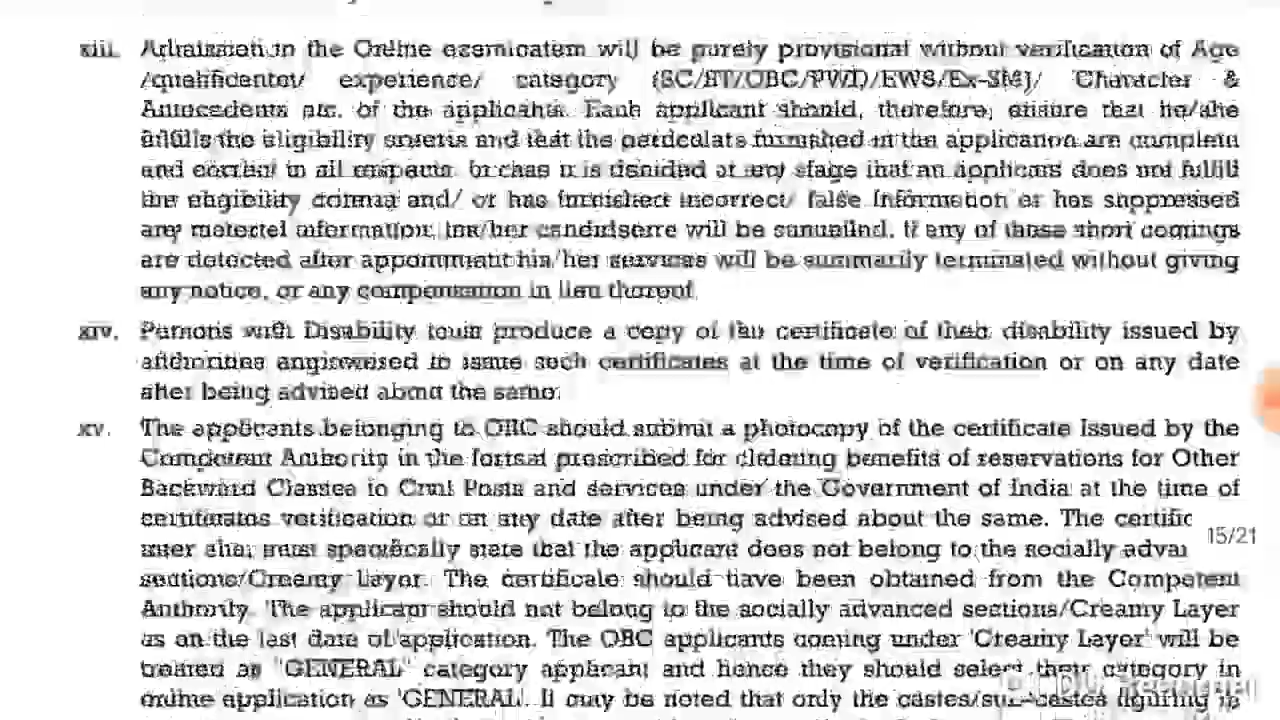 xiii. Admission in the Online examination will be purely provisional without verification of Age
/qualification/ experience/ category (SC/ST/OBC/PWD/EWS/Ex-SM)/ Character &
Antecedents etc. of the applicants. Each applicant should, therefore, ensure that he/she
fulfills the eligibility criteria and that the particulars furnished in the application are complete
and correct in all respects. In case it is detected at any stage that an applicant does not fulfill
the eligibility criteria and/ or has furnished incorrect/ false Information or has suppressed
any material information, his/her candidature will be cancelled. If any of these short comings
are detected after appointment his/her services will be summarily terminated without giving
any notice, or any compensation in lieu thereof.
xiv. Persons with Disability must produce a copy of the certificate of their disability issued by
authorities to issue such certificates at the time of verification or on any date
after being advised about the same.
xv. The applicants belonging to OBC should submit a photocopy of the certificate issued by the
Competent Authority in the format prescribed for claiming benefits of reservations for Other
Backward Classes in Civil Posts and services under the Government of India at the time of
certificates verification or on any date after being advised about the same. The certific
must specifically state that the applicant does not belong to the socially advan
15/21
sections/Creamy Layer. The certificate should have been obtained from the Competent
Authority. The applicant should not belong to the socially advanced sections/Creamy Layer
as on the last date of application. The OBC applicants coming under 'Creamy Layer' will be
treated as 'GENERAL' category applicant and hence they should select their category in
online application as 'GENERAL'. It may be noted that only the castes/sub-castes figuring in